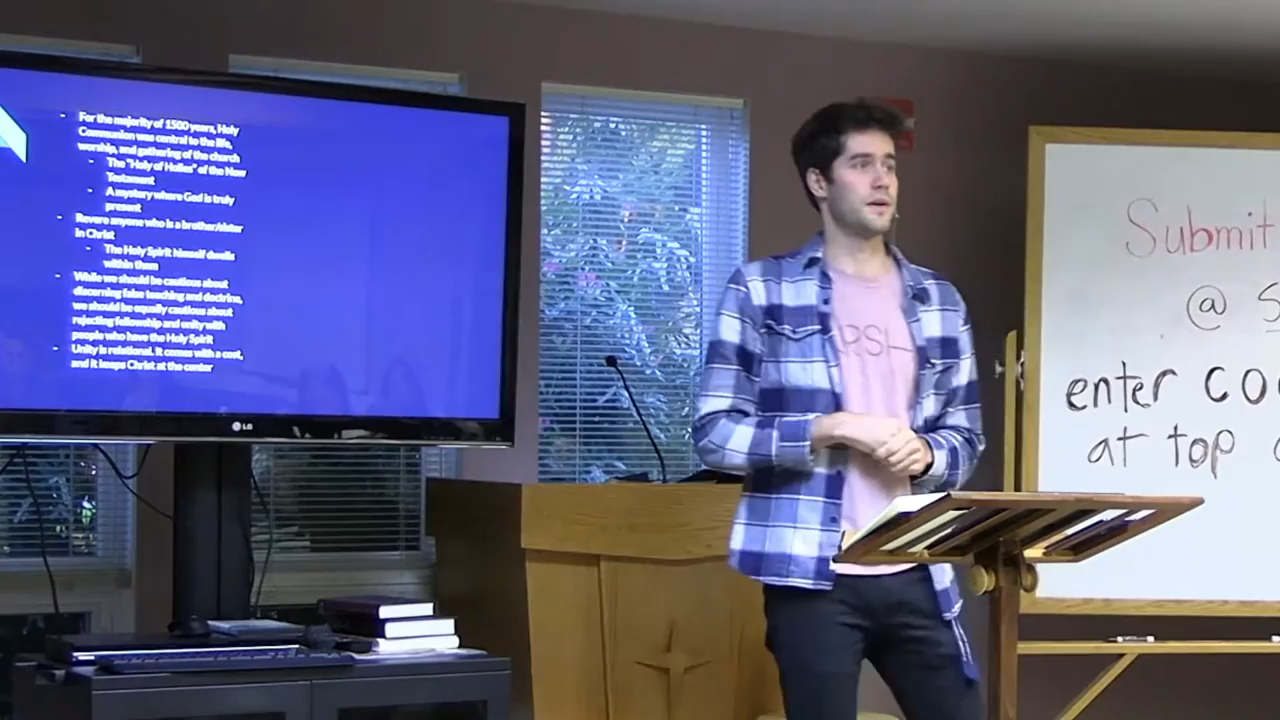 - For the majority of 1500 years, Holy
Communion was central to the life,
worship, and gathering of the church
- The "Holy of Holies" of the New
Testament
- A mystery where God is truly
present
- Revere anyone who is a brother/sister
in Christ
- The Holy Spirit himself dwells
within them
- While we should be cautious about
discerning false teaching and doctrine,
we should be equally cautious about
rejecting fellowship and unity with
people who have the Holy Spirit
- Unity is relational. It comes with a cost,
and it keeps Christ at the center
LG
Submit
@ S
enter co
at top